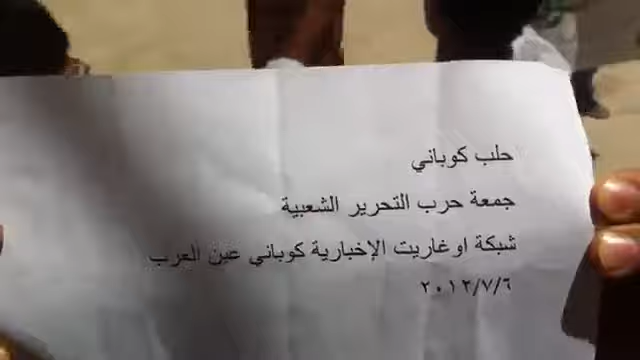 حلب كوباني
جمعة حرب التحرير الشعبية
شبكة اوغاريت الإخبارية كوباني عين العرب
٢٠١٢/٧/٦